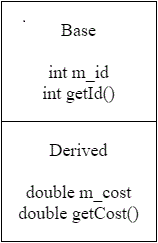 Base
int m_id
int getId()
Derived
double m_cost
double getCost()